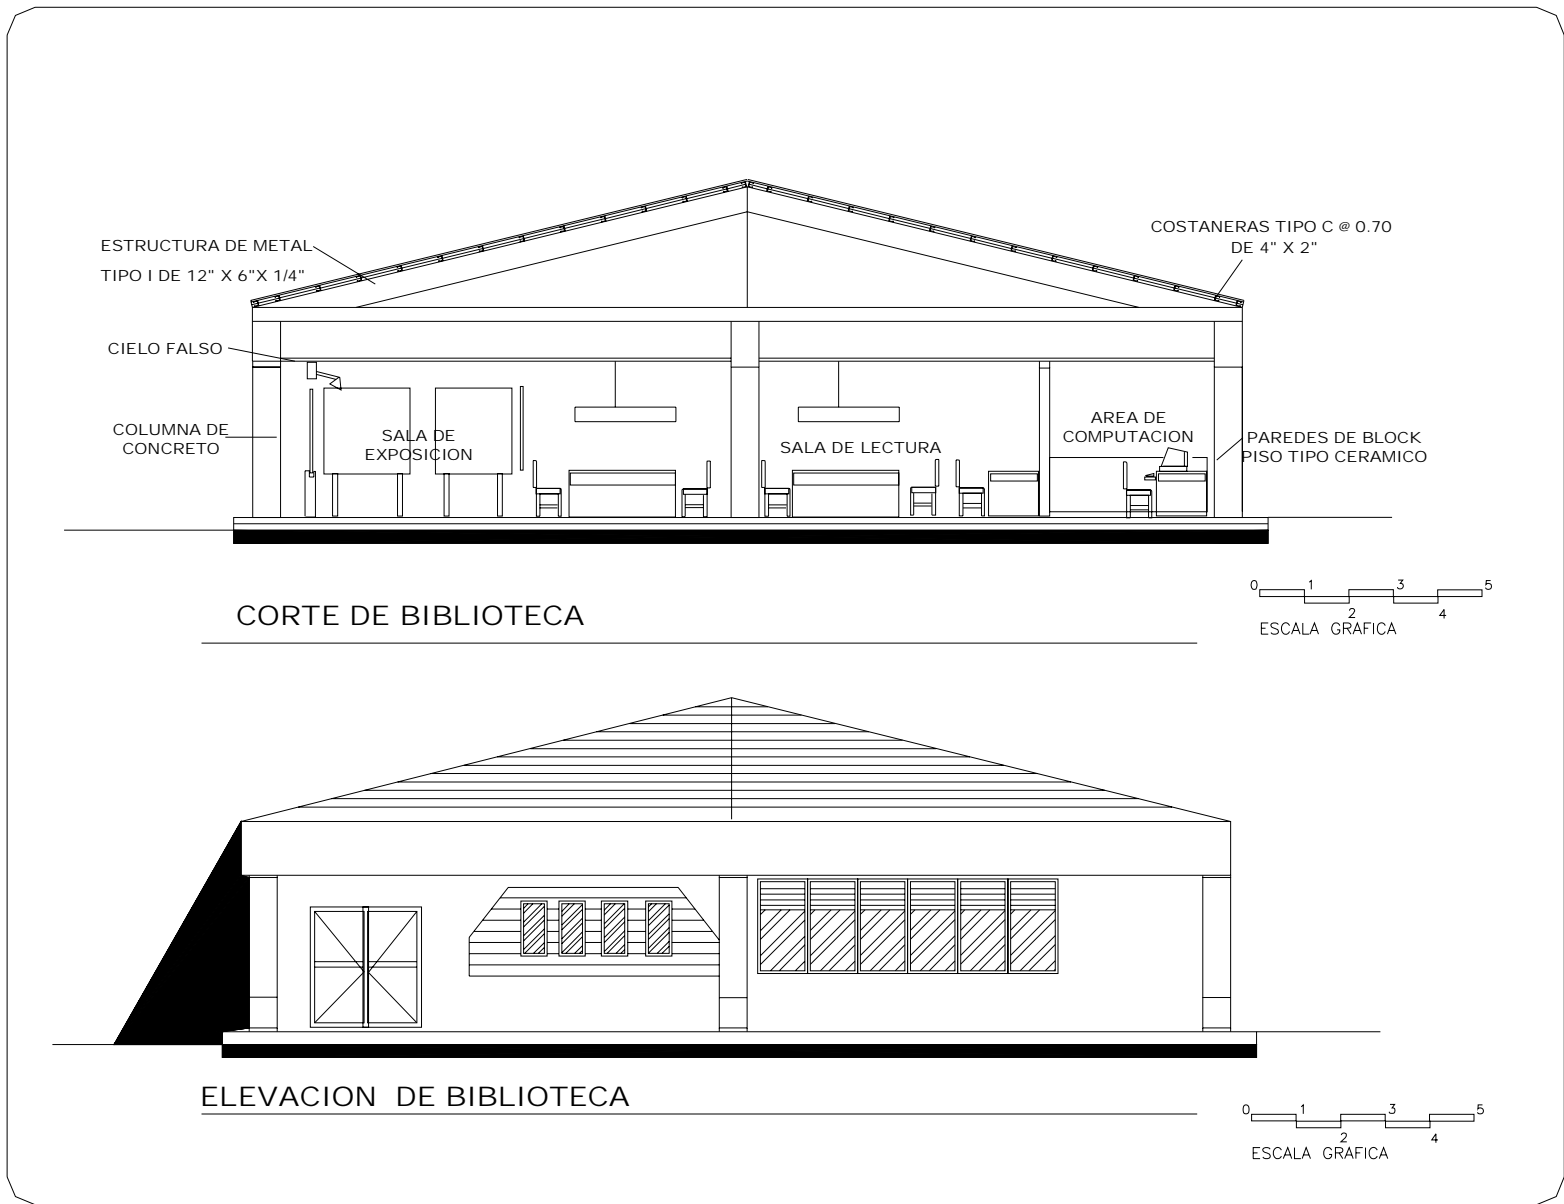 ESTRUCTURA DE METAL
TIPO I DE 12" X 6"X 1/4"
COSTANERAS TIPO C @ 0.70
DE 4" X 2"
CIELO FALSO
COLUMNA DE
CONCRETO
SALA DE
EXPOSICION
SALA DE LECTURA
AREA DE
COMPUTACION
PAREDES DE BLOCK
PISO TIPO CERAMICO
CORTE DE BIBLIOTECA
0 1 3 5
2 4
ESCALA GRAFICA
ELEVACION DE BIBLIOTECA
0 1 3 5
2 4
ESCALA GRAFICA